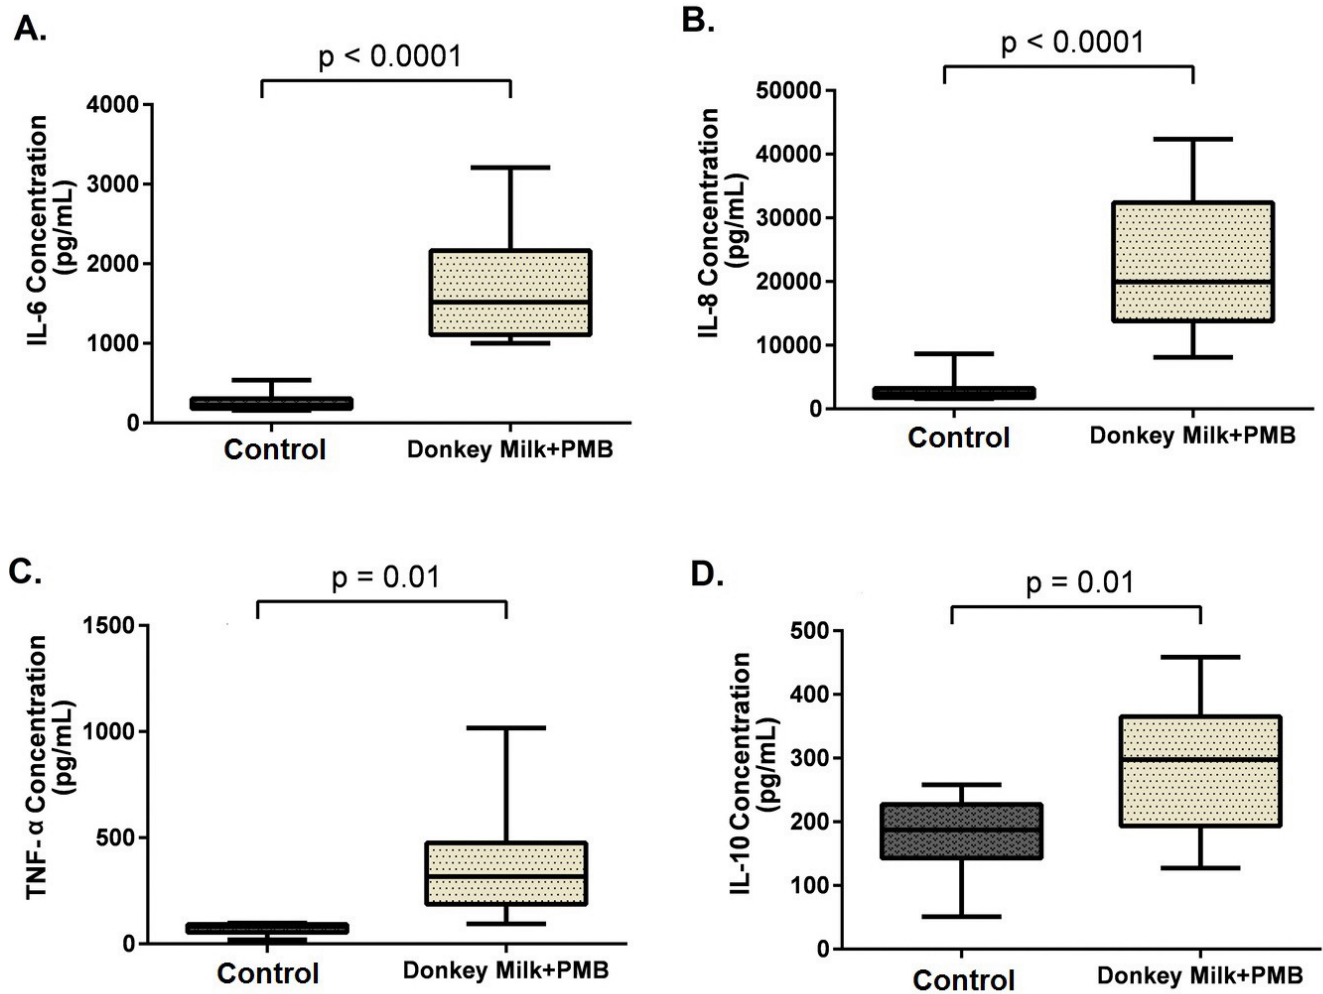 A.
p < 0.0001
4000
3000
2000
1000
0
IL-6 Concentration
(pg/mL)
Control
Donkey Milk+PMB
B.
p < 0.0001
50000
40000
30000
20000
10000
0
IL-8 Concentration
(pg/mL)
Control
Donkey Milk+PMB
C.
p = 0.01
1500
1000
500
0
TNF- α Concentration
(pg/mL)
Control
Donkey Milk+PMB
D.
p = 0.01
500
400
300
200
100
0
IL-10 Concentration
(pg/mL)
Control
Donkey Milk+PMB